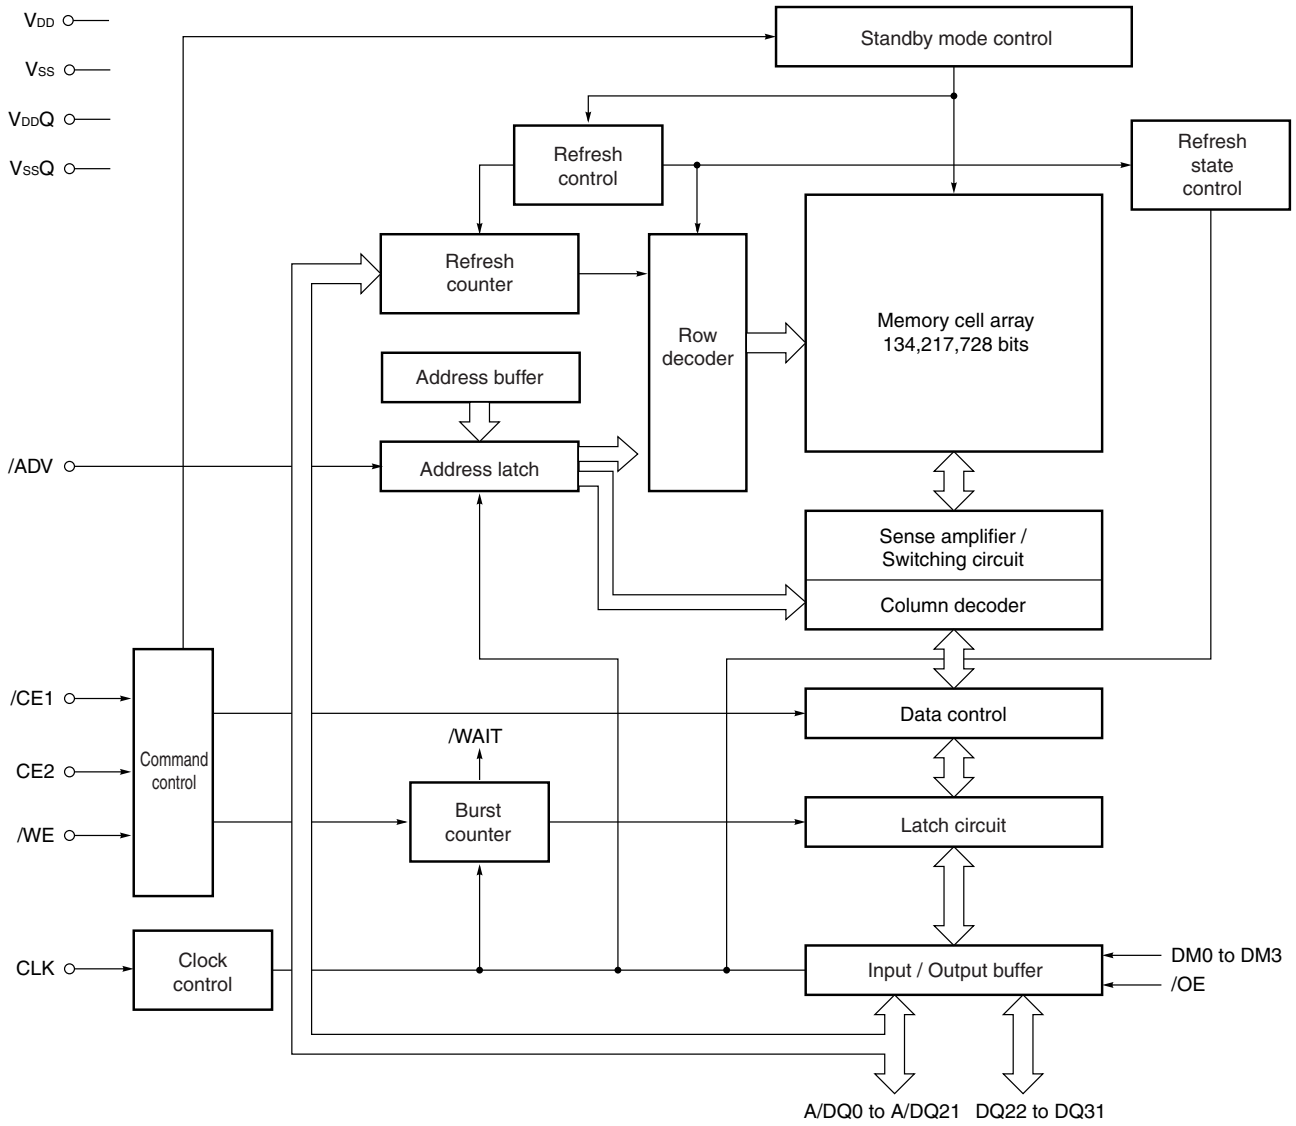 VDD
VSS
VDDQ
VSSQ
Standby mode control
Refresh
control
Refresh
state
control
Refresh
counter
Row
decoder
Memory cell array
134,217,728 bits
Address buffer
/ADV
Address latch
Sense amplifier /
Switching circuit
Column decoder
/CE1
CE2
/WE
Command
control
Data control
/WAIT
Burst
counter
Latch circuit
CLK
Clock
control
Input / Output buffer
DM0 to DM3
/OE
A/DQ0 to A/DQ21
DQ22 to DQ31